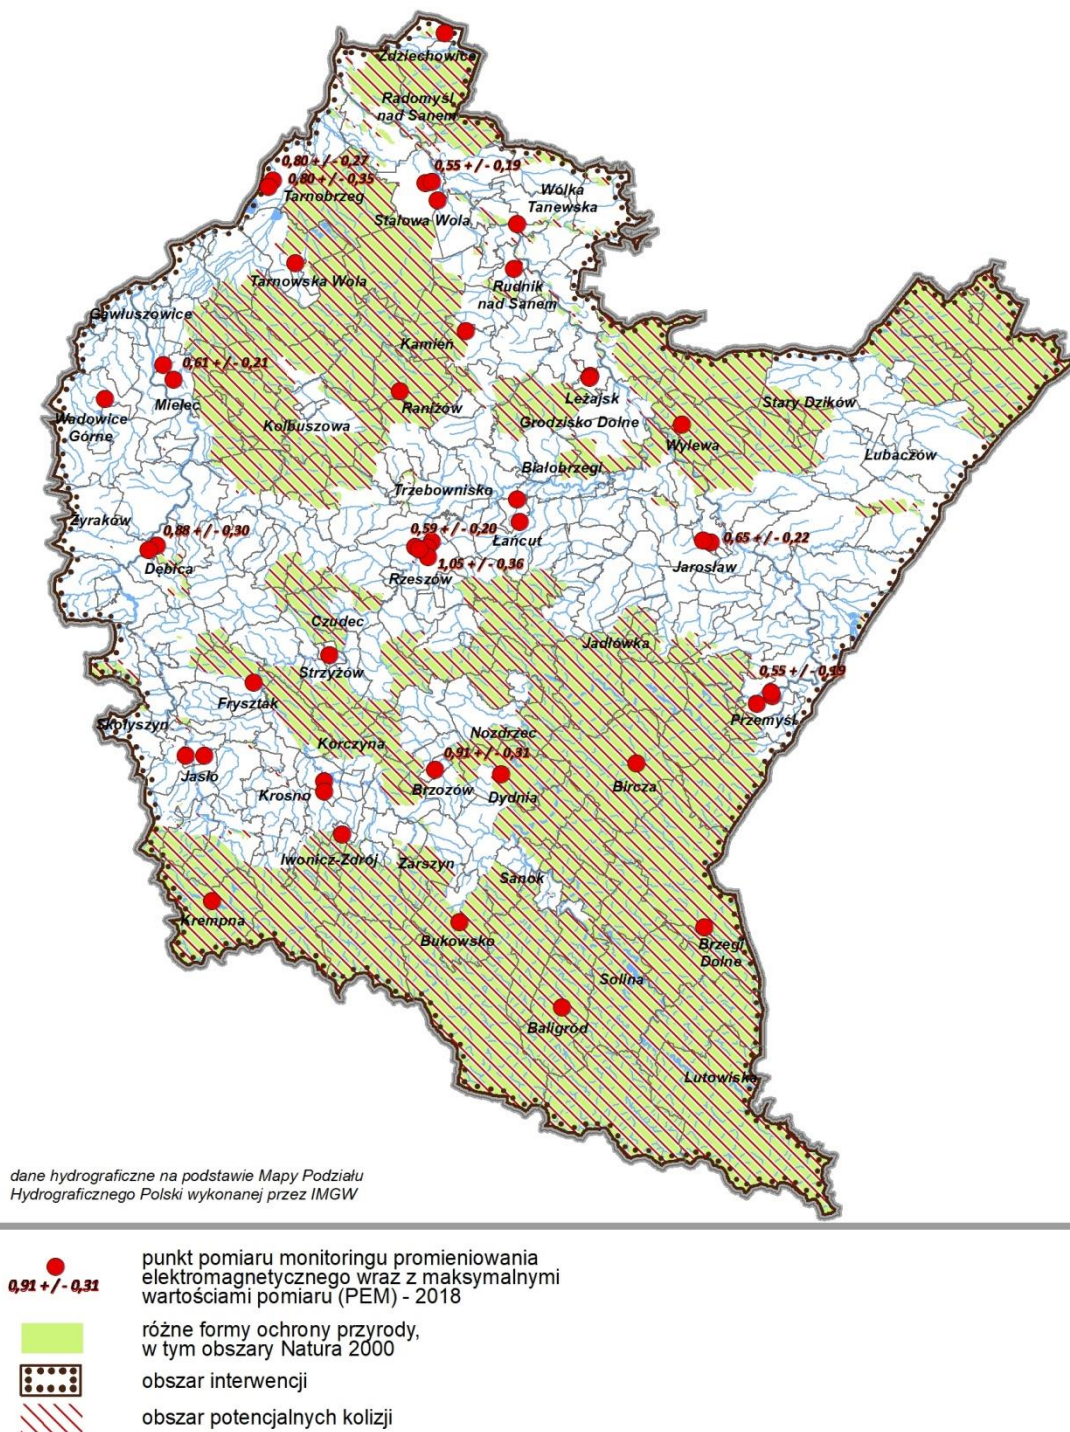 Zdziechowice
Radomyśl
nad Sanem
0,80 +/- 0,27
0,80 +/- 0,35
Tarnobrzeg
0,55 +/- 0,19
Stalowa Wola
Wólka
Tanewska
Tarnowska Wola
Rudnik
nad Sanem
Gawłuszowice
Kamień
0,61 +/- 0,21
Mielec
Wadowice
Górne
Raniżów
Kolbuszowa
Leżajsk
Grodzisko Dolne
Stary Dzików
Wylewa
Lubaczów
Białobrzegi
Trzebownisko
Żyraków
0,88 +/- 0,30
Dębica
0,59 +/- 0,20
Łańcut
1,05 +/- 0,36
Rzeszów
0,65 +/- 0,22
Jarosław
Czudec
Jadłówka
Strzyżów
0,55 +/- 0,19
Frysztak
Przemyśl
Skołyszyn
Korczyna
Nozdrzec
0,91 +/- 0,31
Jasło
Krosno
Brzozów
Dydnia
Bircza
Iwonicz-Zdrój
Zarszyn
Sanok
Krempna
Bukowsko
Brzegi
Dolne
Solina
Baligród
Lutowiska
dane hydrograficzne na podstawie Mapy Podziału
Hydrograficznego Polski wykonanej przez IMGW
0,91 +/- 0,31
punkt pomiaru monitoringu promieniowania
elektromagnetycznego wraz z maksymalnymi
wartościami pomiaru (PEM) - 2018
różne formy ochrony przyrody,
w tym obszary Natura 2000
obszar interwencji
obszar potencjalnych kolizji